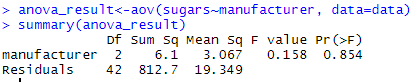 > anova_result<-aov(sugars~manufacturer, data=data)
> summary(anova_result)
Df Sum Sq Mean Sq F value Pr(>F)
manufacturer 2 6.1 3.067 0.158 0.854
Residuals 42 812.7 19.349